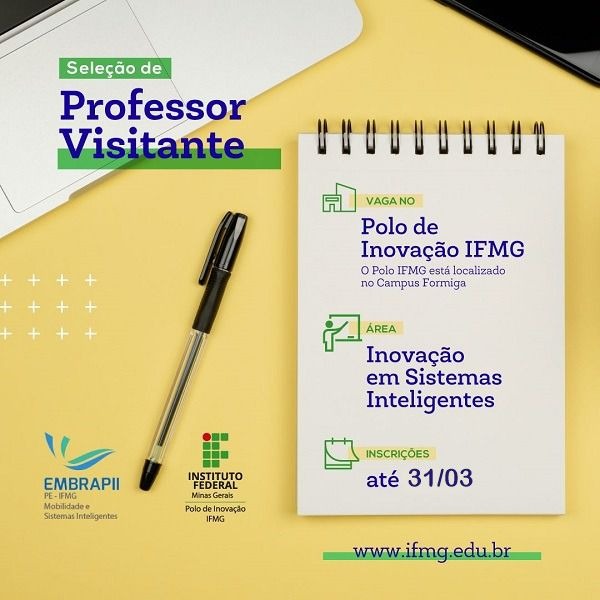 Seleção de
Professor
Visitante
VAGA NO
Polo de
Inovação IFMG
O Polo IFMG está localizado
no Campus Formiga
ÁREA
Inovação
em Sistemas
Inteligentes
INSCRIÇÕES
até 31/03
EMBRAPII
PE - IFMG
Mobilidade e
Sistemas Inteligentes
INSTITUTO
FEDERAL
Minas Gerais
Polo de Inovação
IFMG
www.ifmg.edu.br